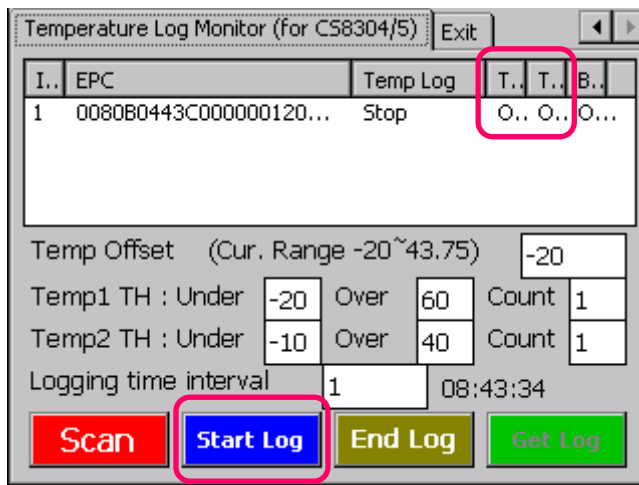 Temperature Log Monitor (for CS8304/5) Exit
I.. EPC Temp Log T.. T.. B..
1 0080B0443C000000120... Stop O.. O.. O...
Temp Offset (Cur. Range -20~43.75) -20
Temp1 TH : Under -20 Over 60 Count 1
Temp2 TH : Under -10 Over 40 Count 1
Logging time interval 1 08:43:34
Scan Start Log End Log Get Log